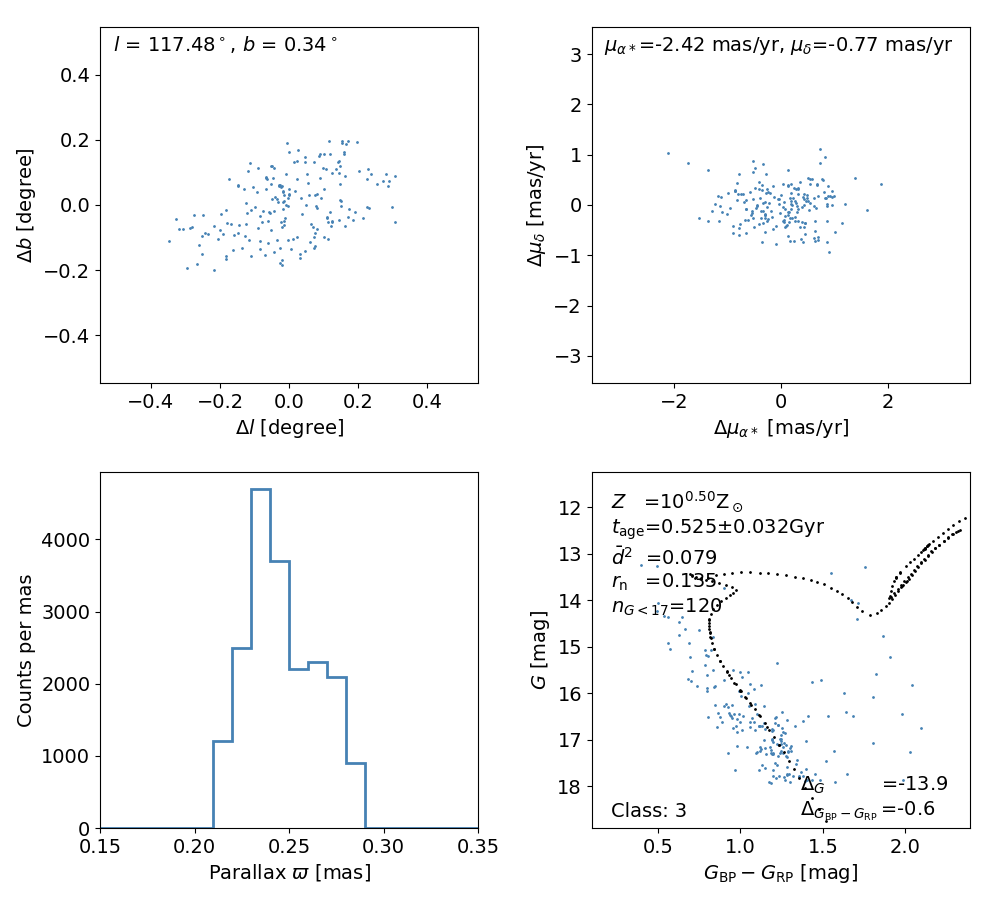 l = 117.48°, b = 0.34°
0.4
0.2
0.0
−0.2
−0.4
Δb [degree]
−0.4 −0.2 0.0 0.2 0.4
Δl [degree]
μα*=-2.42 mas/yr, μδ=-0.77 mas/yr
3
2
1
0
−1
−2
−3
Δμδ [mas/yr]
−2 0 2
Δμα* [mas/yr]
4000
3000
2000
1000
0
Counts per mas
0.15 0.20 0.25 0.30 0.35
Parallax ϖ [mas]
Z =10^0.50 Z⊙
t_age=0.525±0.032Gyr
d̄² =0.079
r_n =0.135
n_G<17=120
12
13
14
15
16
17
18
G [mag]
Δ_G =-13.9
Δ_G_BP−G_RP =-0.6
Class: 3
0.5 1.0 1.5 2.0
G_BP − G_RP [mag]